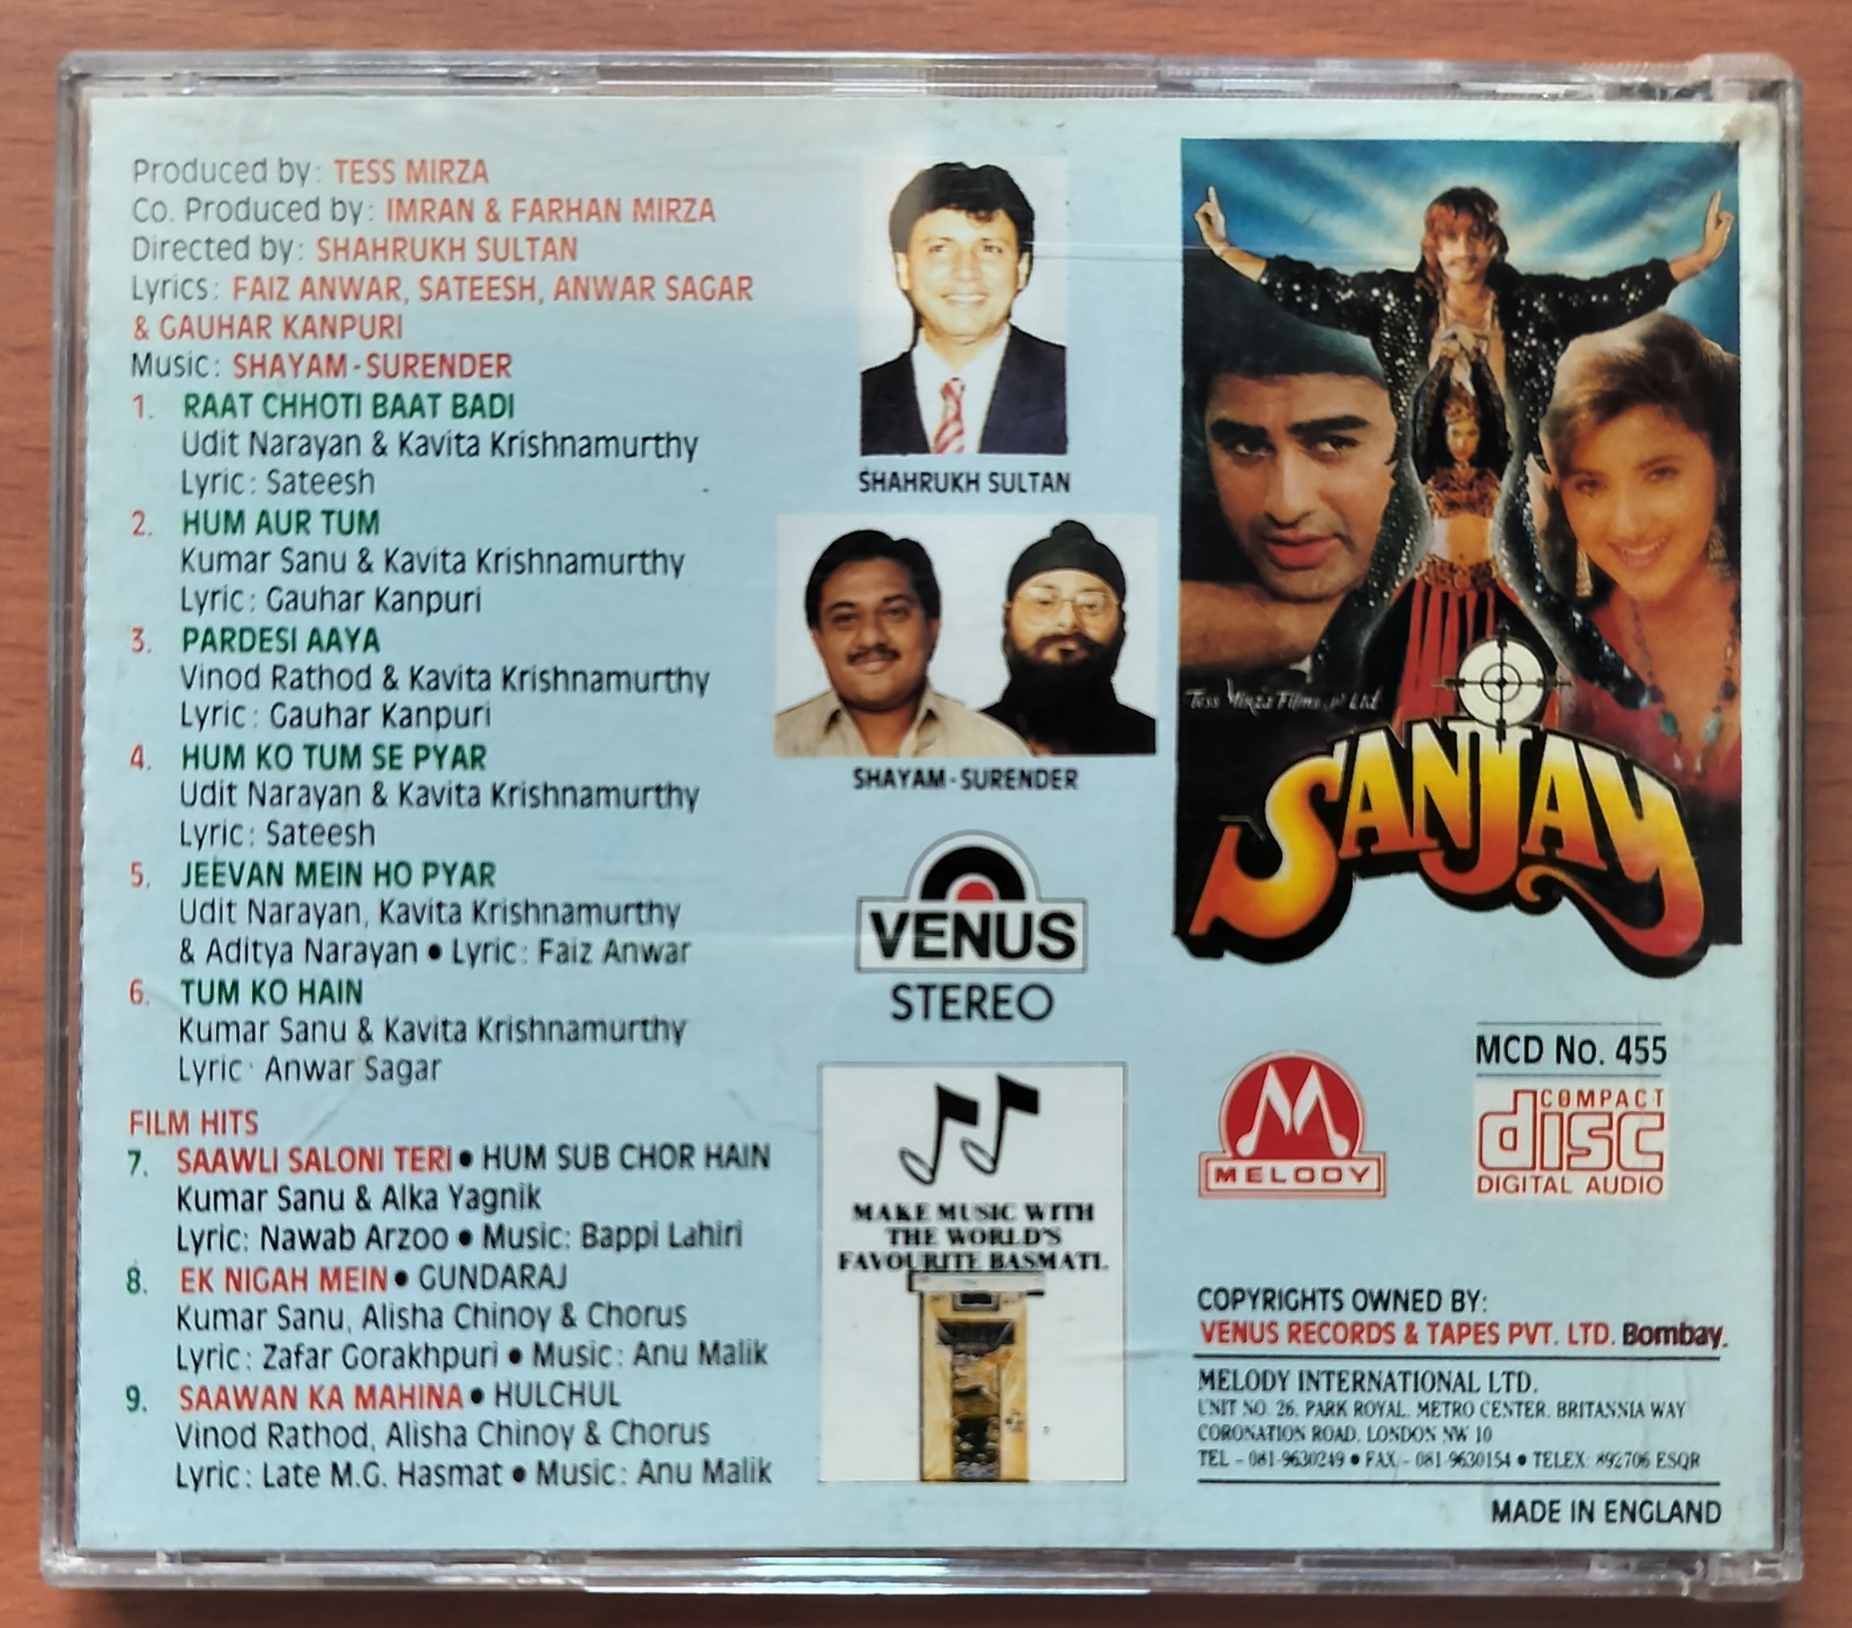 Produced by: TESS MIRZA
Co. Produced by: IMRAN & FARHAN MIRZA
Directed by: SHAHRUKH SULTAN
Lyrics: FAIZ ANWAR, SATEESH, ANWAR SAGAR
& GAUHAR KANPURI
Music: SHAYAM - SURENDER
1. RAAT CHHOTI BAAT BADI
Udit Narayan & Kavita Krishnamurthy
Lyric: Sateesh
2. HUM AUR TUM
Kumar Sanu & Kavita Krishnamurthy
Lyric: Gauhar Kanpuri
3. PARDESI AAYA
Vinod Rathod & Kavita Krishnamurthy
Lyric: Gauhar Kanpuri
4. HUM KO TUM SE PYAR
Udit Narayan & Kavita Krishnamurthy
Lyric: Sateesh
5. JEEVAN MEIN HO PYAR
Udit Narayan, Kavita Krishnamurthy
& Aditya Narayan • Lyric: Faiz Anwar
6. TUM KO HAIN
Kumar Sanu & Kavita Krishnamurthy
Lyric: Anwar Sagar
FILM HITS
7. SAAWLI SALONI TERI • HUM SUB CHOR HAIN
Kumar Sanu & Alka Yagnik
Lyric: Nawab Arzoo • Music: Bappi Lahiri
8. EK NIGAH MEIN • GUNDARAJ
Kumar Sanu, Alisha Chinoy & Chorus
Lyric: Zafar Gorakhpuri • Music: Anu Malik
9. SAAWAN KA MAHINA • HULCHUL
Vinod Rathod, Alisha Chinoy & Chorus
Lyric: Late M.G. Hasmat • Music: Anu Malik
SHAHRUKH SULTAN
SHAYAM - SURENDER
VENUS
STEREO
MAKE MUSIC WITH
THE WORLD'S
FAVOURITE BASMATI.
Tess Mirza Films P Ltd
SANJAY
MELODY
MCD No. 455
COMPACT
disc
DIGITAL AUDIO
COPYRIGHTS OWNED BY:
VENUS RECORDS & TAPES PVT. LTD. Bombay.
MELODY INTERNATIONAL LTD.
UNIT NO. 26, PARK ROYAL, METRO CENTER, BRITANNIA WAY
CORONATION ROAD, LONDON NW 10
TEL - 081-9630249 • FAX - 081-9630154 • TELEX: 892706 ESQR
MADE IN ENGLAND